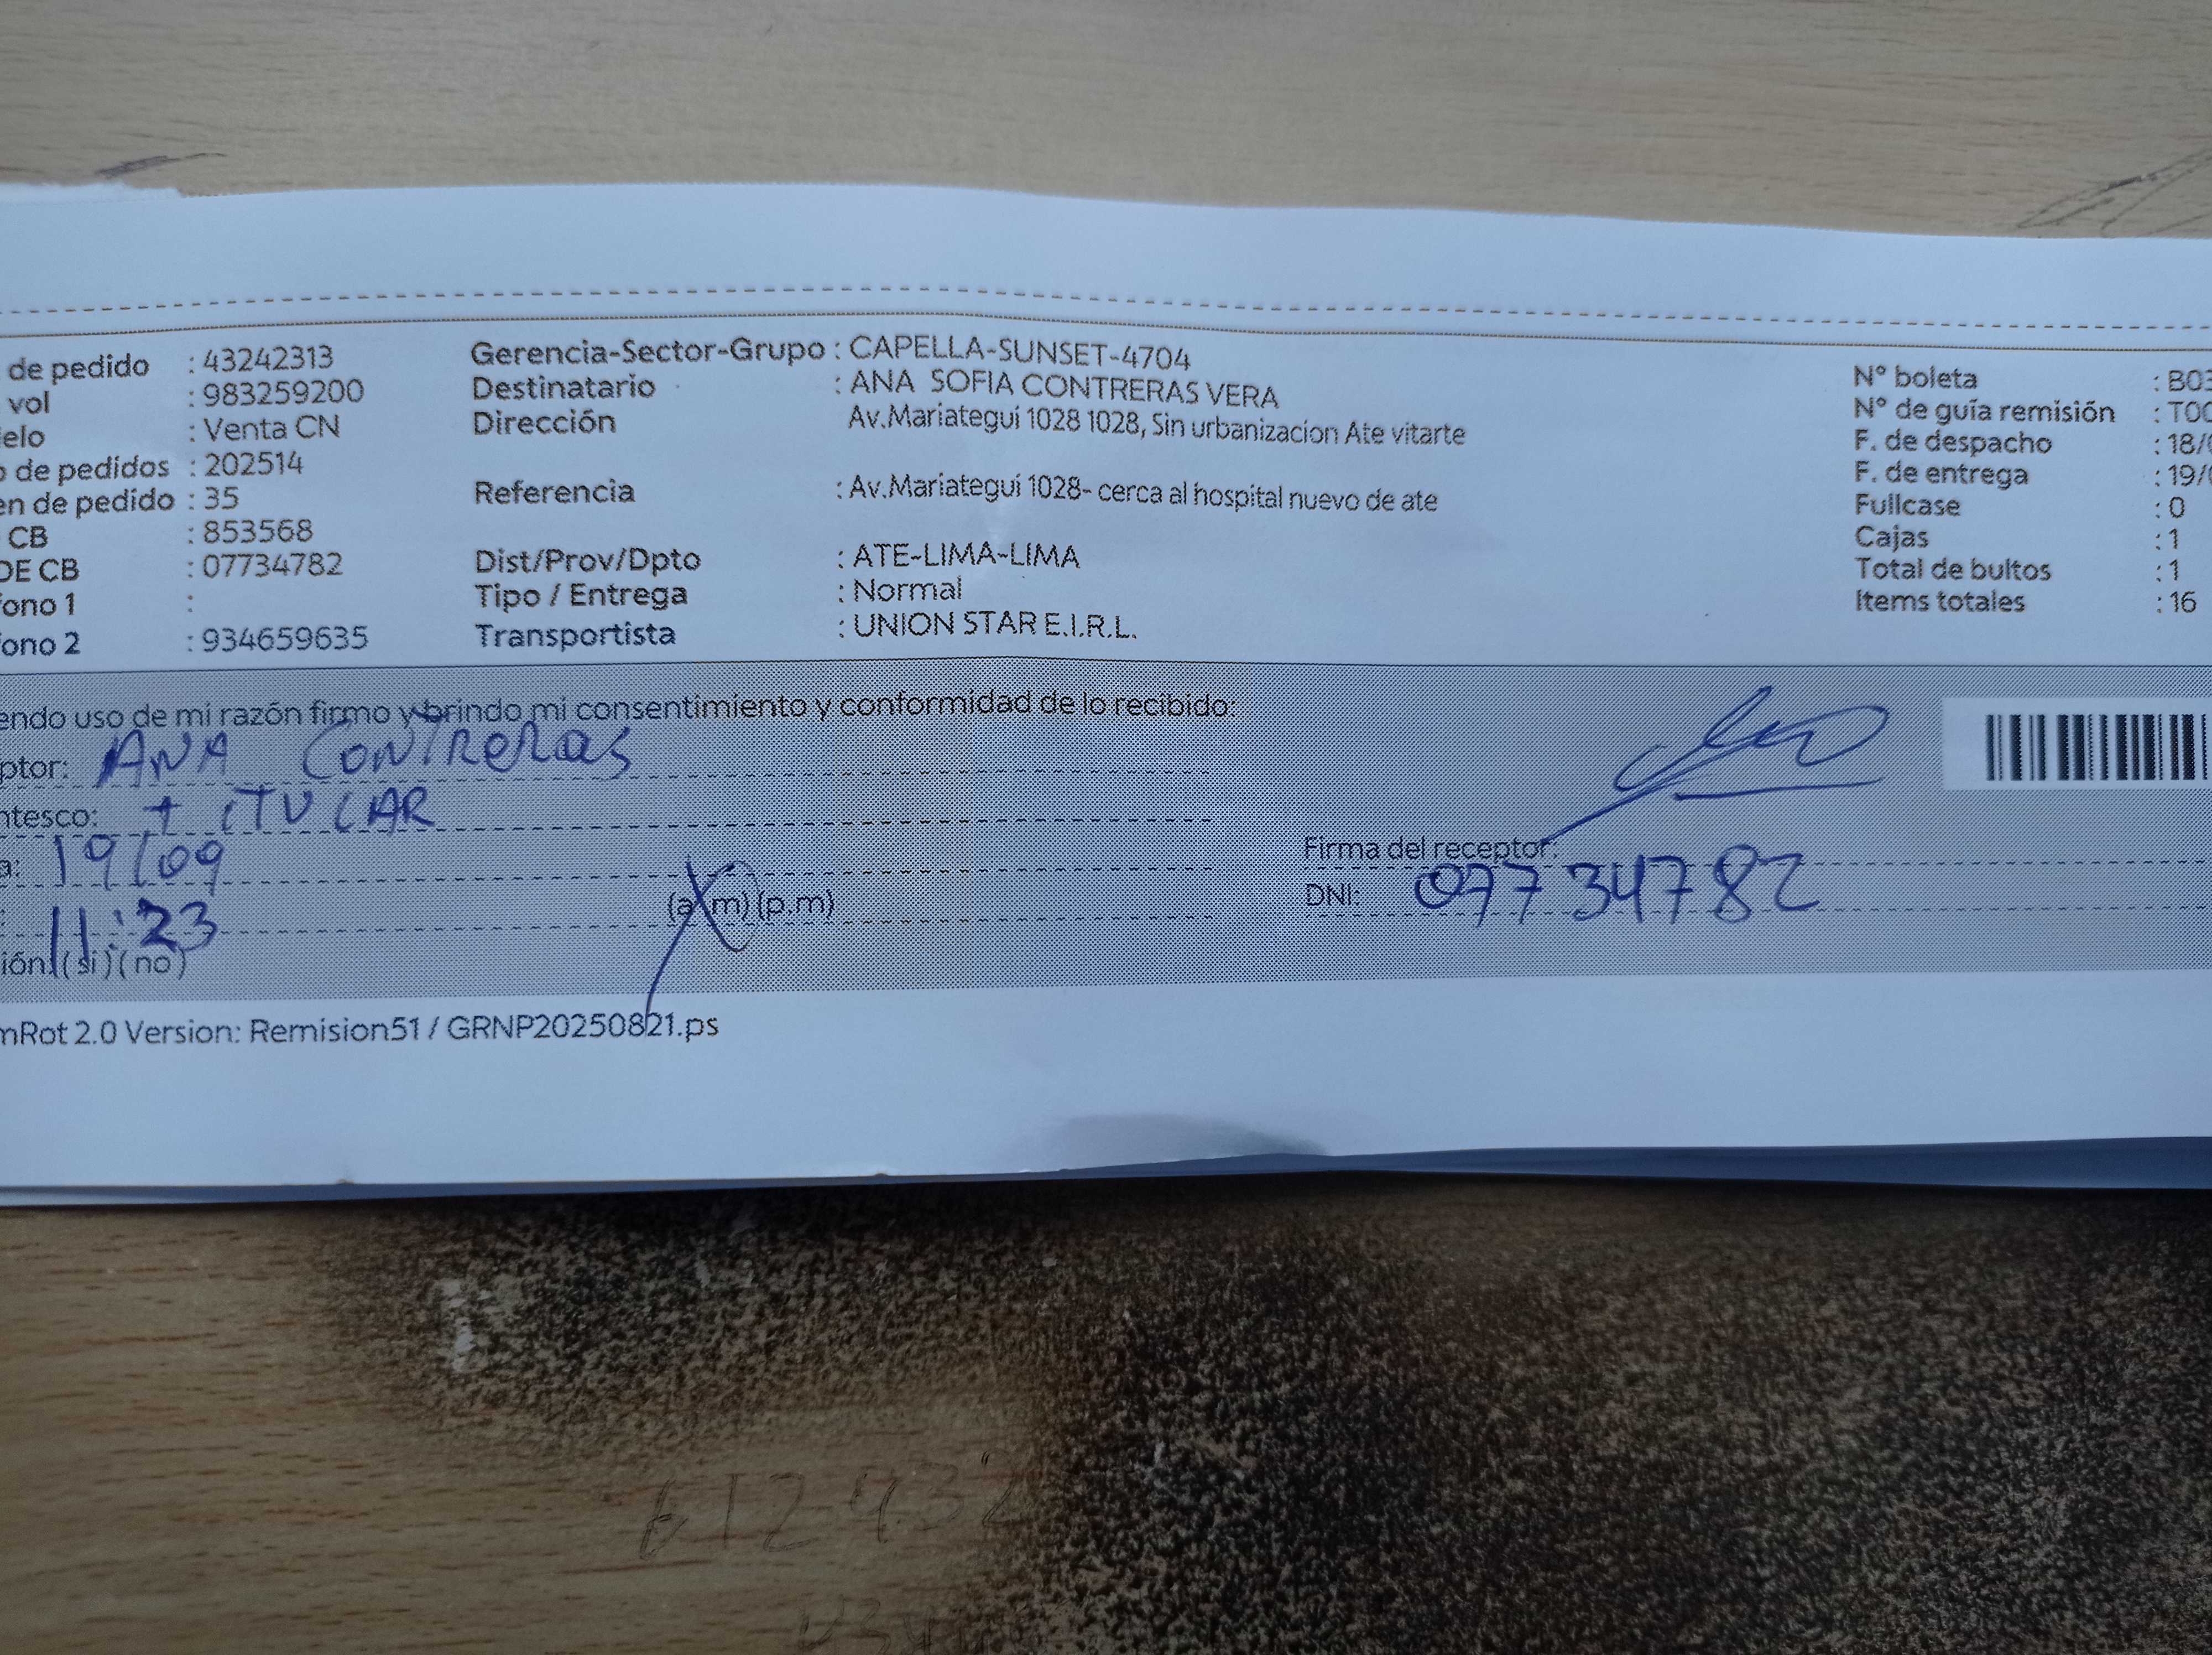 de pedido : 43242313 Gerencia-Sector-Grupo : CAPELLA-SUNSET-4704 N° boleta : B03
vol : 983259200 Destinatario : ANA SOFIA CONTRERAS VERA N° de guía remisión : T00
elo : Venta CN Dirección Av.Mariateguí 1028 1028, Sin urbanizacion Ate vitarte F. de despacho : 18/0
o de pedidos : 202514 F. de entrega : 19/0
en de pedido : 35 Referencia : Av.Mariateguí 1028- cerca al hospital nuevo de ate Fullcase : 0
CB : 853568 Cajas : 1
DE CB : 07734782 Dist/Prov/Dpto : ATE-LIMA-LIMA Total de bultos : 1
fono 1 : Tipo / Entrega : Normal Items totales : 16
fono 2 : 934659635 Transportista : UNION STAR E.I.R.L.
endo uso de mi razón firmo y brindo mi consentimiento y conformidad de lo recibido:
ptor: ANA CONTRERAS
ntesco: TITULAR
a: 19/09 Firma del receptor:
: 11:23 (a.m) (p.m) DNI: 07734782
ión: (si) (no)
mRot 2.0 Version: Remision51 / GRNP20250821.ps